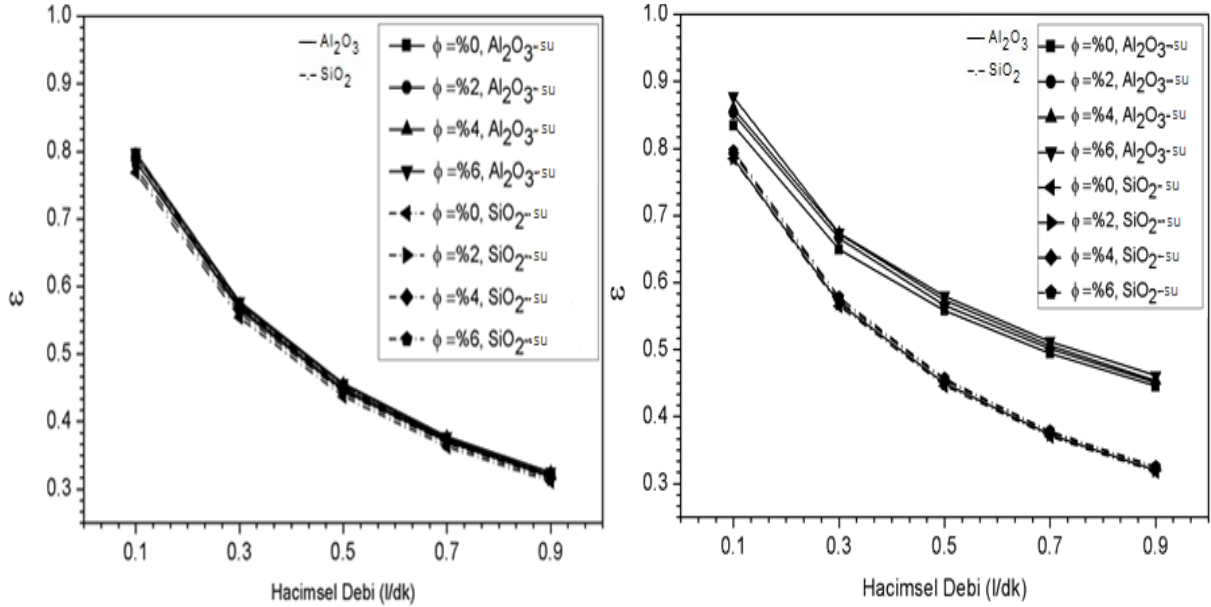 1.0
0.9
0.8
0.7
0.6
0.5
0.4
0.3
ε
0.1 0.3 0.5 0.7 0.9
Hacimsel Debi (l/dk)
Al2O3
SiO2
ϕ=%0, Al2O3-su
ϕ=%2, Al2O3-su
ϕ=%4, Al2O3-su
ϕ=%6, Al2O3-su
ϕ=%0, SiO2-su
ϕ=%2, SiO2-su
ϕ=%4, SiO2-su
ϕ=%6, SiO2-su
1.0
0.9
0.8
0.7
0.6
0.5
0.4
0.3
ε
0.1 0.3 0.5 0.7 0.9
Hacimsel Debi (l/dk)
Al2O3
SiO2
ϕ=%0, Al2O3-su
ϕ=%2, Al2O3-su
ϕ=%4, Al2O3-su
ϕ=%6, Al2O3-su
ϕ=%0, SiO2-su
ϕ=%2, SiO2-su
ϕ=%4, SiO2-su
ϕ=%6, SiO2-su